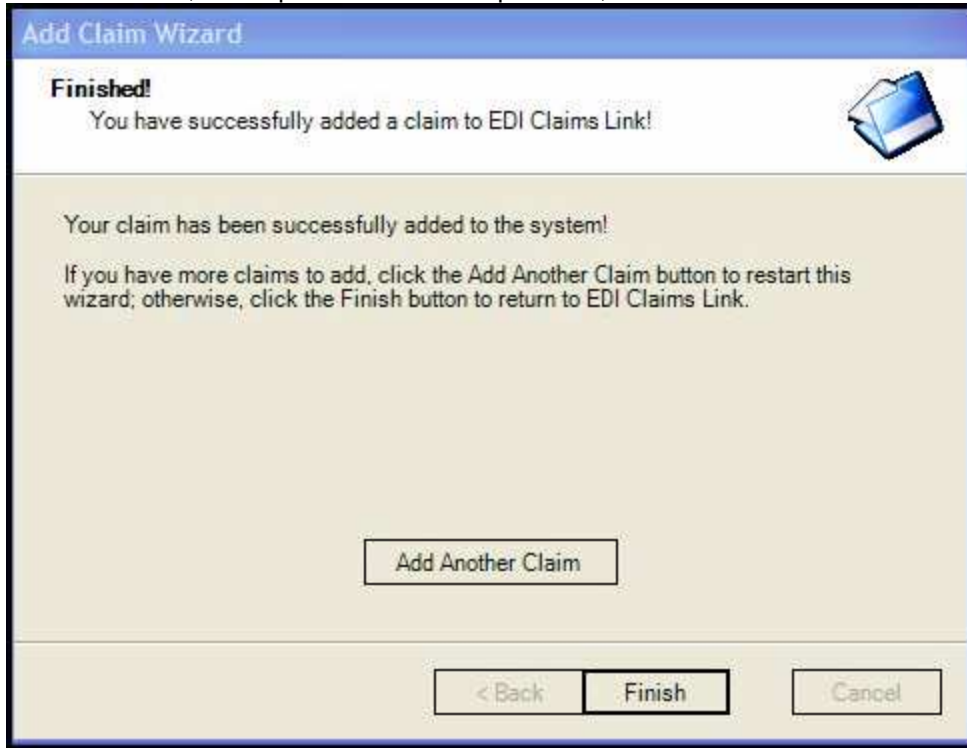 Add Claim Wizard
Finished!
You have successfully added a claim to EDI Claims Link!
Your claim has been successfully added to the system!
If you have more claims to add, click the Add Another Claim button to restart this
wizard; otherwise, click the Finish button to return to EDI Claims Link.
Add Another Claim
< Back Finish Cancel